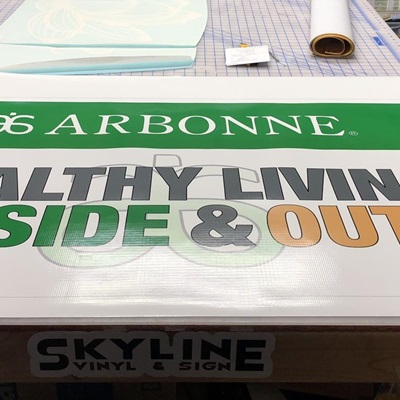 ARBONNE®
ALTHY LIVIN
SIDE & OUT
SKYLINE
VINYL & SIGN